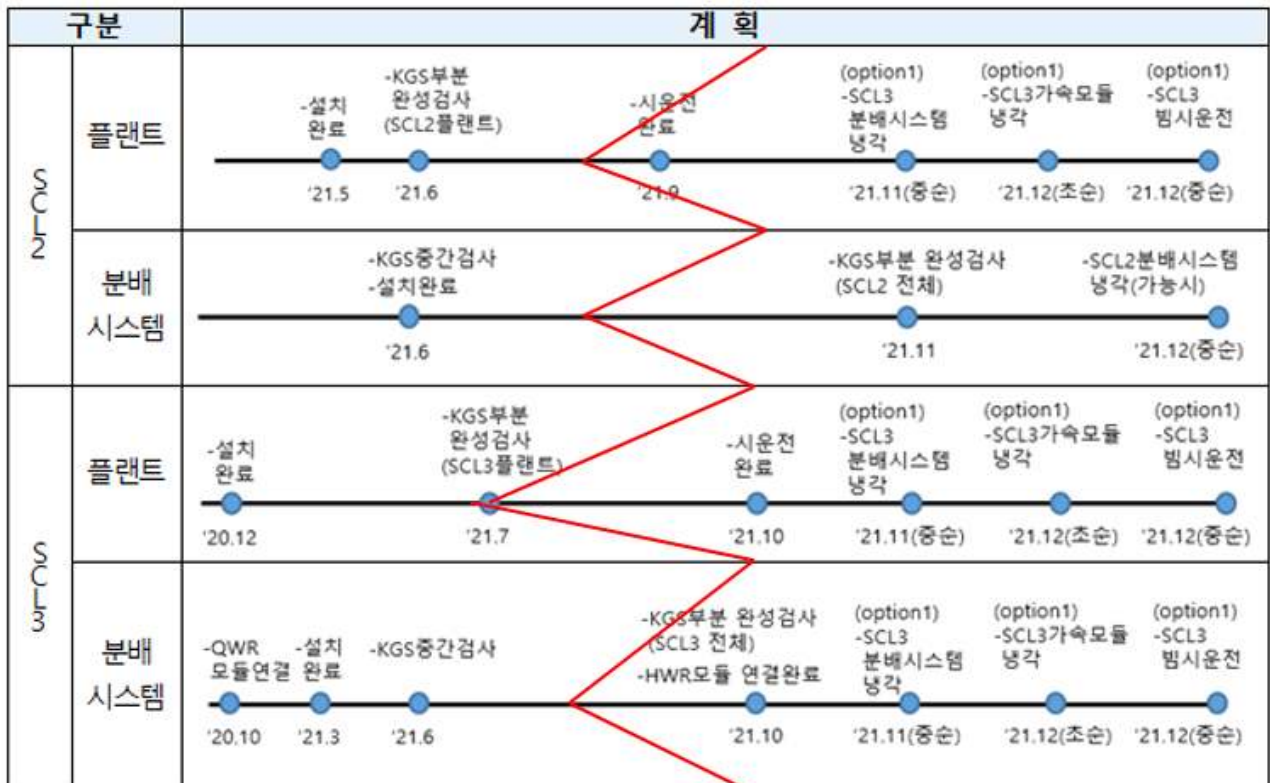 구분
계 획
SCL2
플랜트
-설치
완료
'21.5
-KGS부분
완성검사
(SCL2플랜트)
'21.6
-시운전
완료
'21.9
(option1)
-SCL3
분배시스템
냉각
'21.11(중순)
(option1)
-SCL3가속모듈
냉각
'21.12(초순)
(option1)
-SCL3
빔시운전
'21.12(중순)
분배
시스템
-KGS중간검사
-설치완료
'21.6
-KGS부분 완성검사
(SCL2 전체)
'21.11
-SCL2분배시스템
냉각(가능시)
'21.12(중순)
SCL3
플랜트
-설치
완료
'20.12
-KGS부분
완성검사
(SCL3플랜트)
'21.7
-시운전
완료
'21.10
(option1)
-SCL3
분배시스템
냉각
'21.11(중순)
(option1)
-SCL3가속모듈
냉각
'21.12(초순)
(option1)
-SCL3
빔시운전
'21.12(중순)
분배
시스템
-QWR
모듈연결
'20.10
-설치
완료
'21.3
-KGS중간검사
'21.6
-KGS부분 완성검사
(SCL3 전체)
-HWR모듈 연결완료
'21.10
(option1)
-SCL3
분배시스템
냉각
'21.11(중순)
(option1)
-SCL3가속모듈
냉각
'21.12(초순)
(option1)
-SCL3
빔시운전
'21.12(중순)